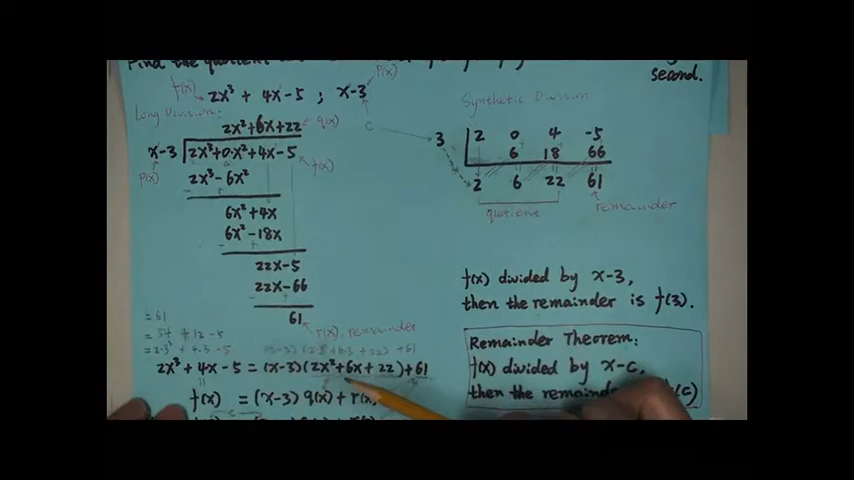 Find the quotient
second.
f(x) 2x³ + 4x - 5 ; x-3 p(x)
Long Division:
2x²+6x+22 q(x)
x-3 2x³+0·x²+4x-5
p(x) f(x)
2x³ - 6x²
- +
6x²+4x
6x²-18x
- +
22x-5
22x-66
- +
61
r(x), remainder
=61
= 54 + 12 - 5
= 2·3³ + 4·3 - 5
2x³ + 4x - 5 = (x-3)(2x²+6x+22)+61
f(x) = (x-3) q(x) + r(x)
Synthetic Division
c 3 2 0 4 -5
6 18 66
2 6 22 61
quotient remainder
f(x) divided by x-3,
then the remainder is f(3).
Remainder Theorem:
f(x) divided by x-c,
then the remainder f(c)